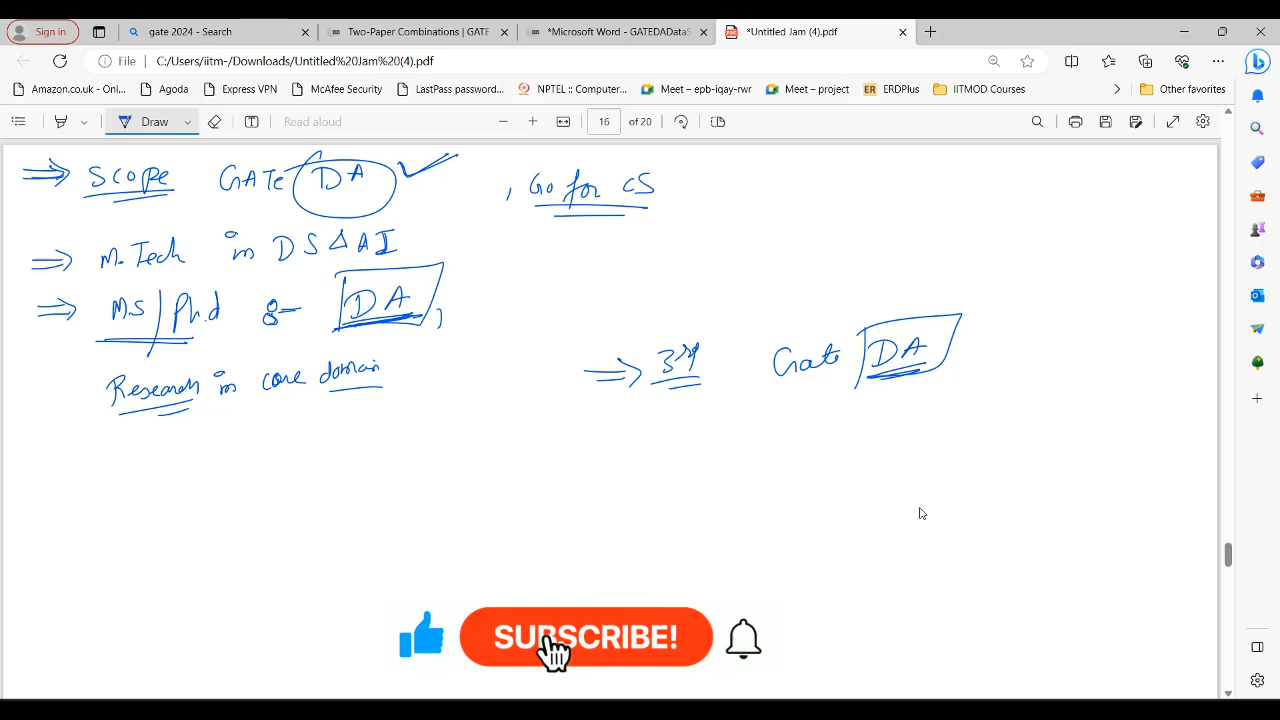 Sign in
gate 2024 - Search
Two-Paper Combinations | GATE
*Microsoft Word - GATEDADataS
*Untitled Jam (4).pdf
File
C:/Users/iitm-/Downloads/Untitled%20Jam%20(4).pdf
Amazon.co.uk - Onl...
Agoda
Express VPN
McAfee Security
LastPass password...
NPTEL :: Computer...
Meet – epb-iqay-rwr
Meet – project
ER ERDPlus
IITMOD Courses
Other favorites
Draw
Read aloud
16 of 20
⇒ Scope GATE DA ✓ , Go for CS
⇒ M.Tech in DS & AI
⇒ M.S / Ph.d :- DA ,
Research in core domain
⇒ 3rd Gate DA
SUBSCRIBE!